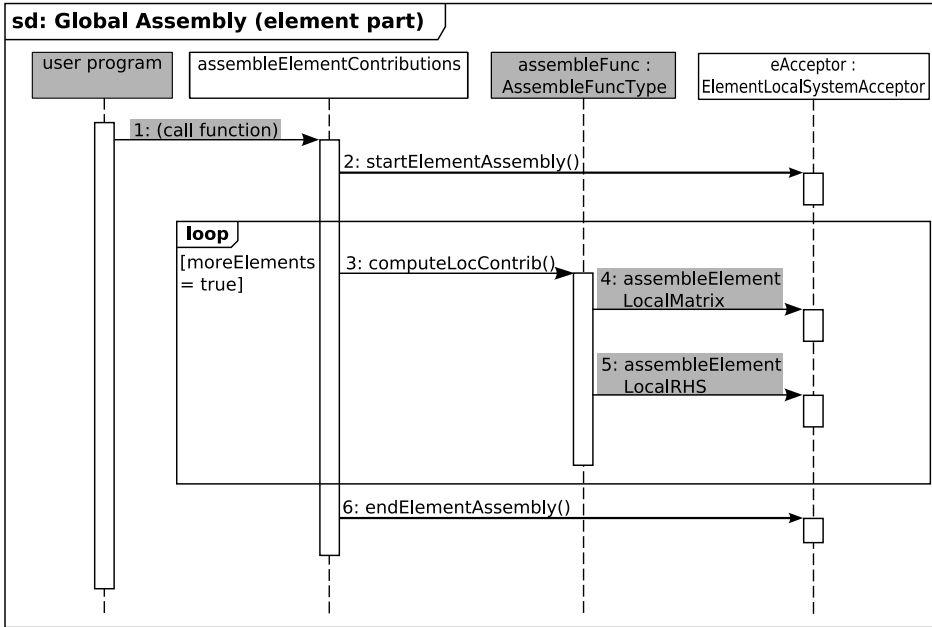 sd: Global Assembly (element part)
user program
assembleElementContributions
assembleFunc :
AssembleFuncType
eAcceptor :
ElementLocalSystemAcceptor
1: (call function)
2: startElementAssembly()
loop
[moreElements
= true]
3: computeLocContrib()
4: assembleElement
LocalMatrix
5: assembleElement
LocalRHS
6: endElementAssembly()